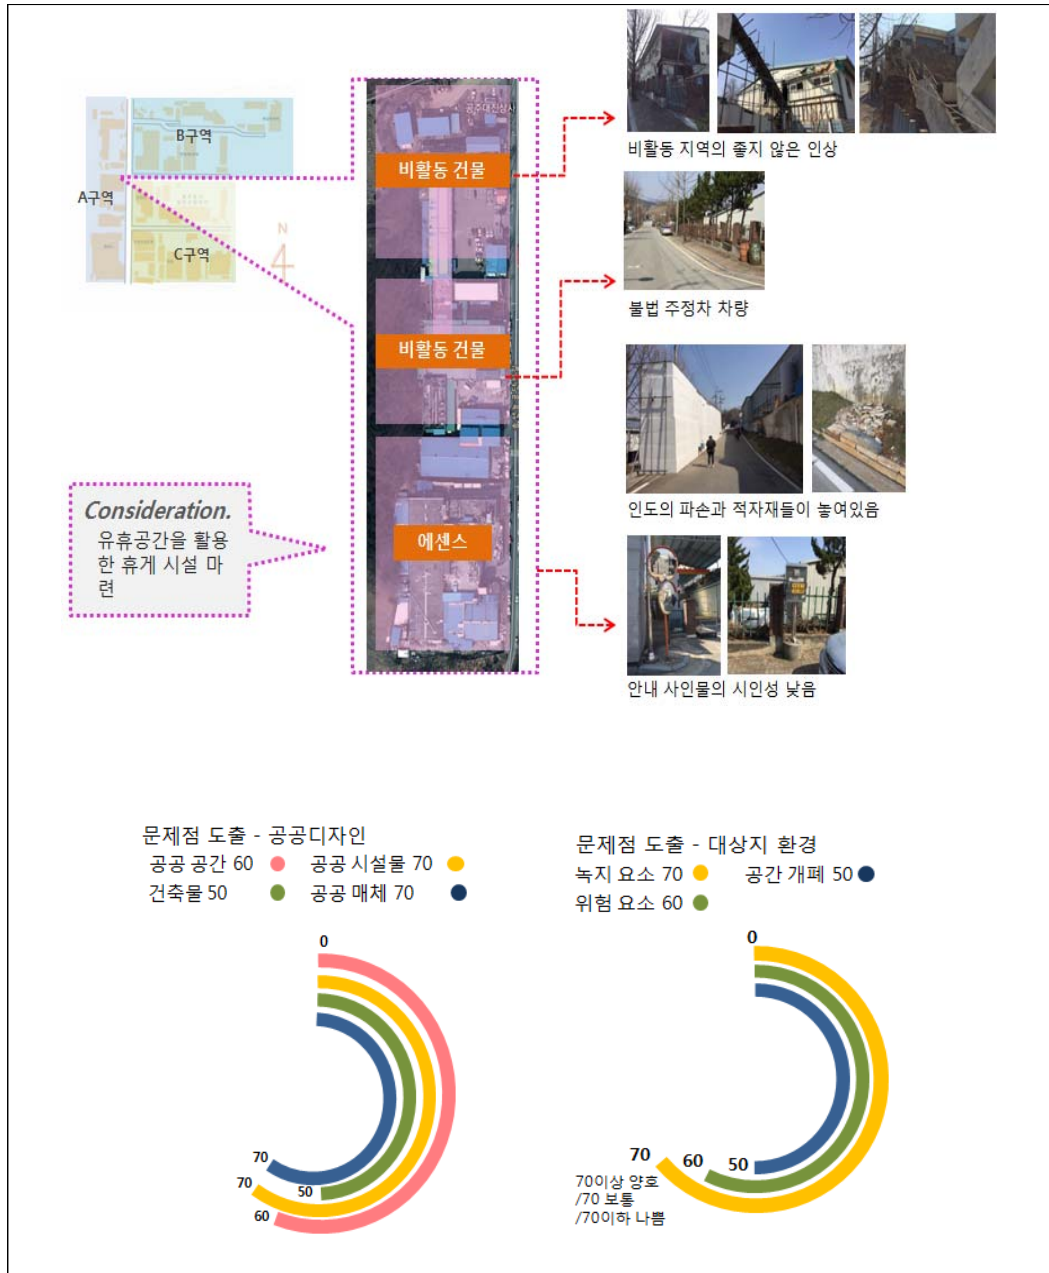 공주대진상사
B구역
비활동 건물
A구역
비활동 지역의 좋지 않은 인상
N
C구역
4
불법 주정차 차량
비활동 건물
Consideration.
유휴공간을 활용
한 휴게 시설 마
련
인도의 파손과 적자재들이 놓여있음
에센스
안내 사인물의 시인성 낮음
문제점 도출 - 공공디자인
공공 공간 60
공공 시설물 70
건축물 50
공공 매체 70
0
70
70
50
60
문제점 도출 - 대상지 환경
녹지 요소 70
공간 개폐 50
위험 요소 60
0
70
60
50
70이상 양호
/70 보통
/70이하 나쁨